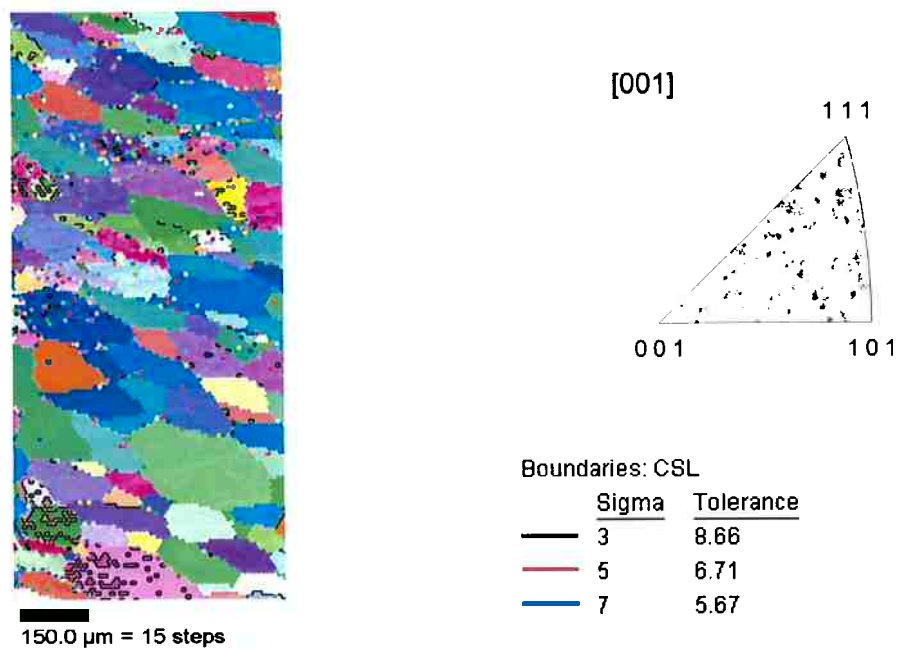 [001]
1 1 1
0 0 1
1 0 1
Boundaries: CSL
Sigma Tolerance
3 8.66
5 6.71
7 5.67
150.0 µm = 15 steps